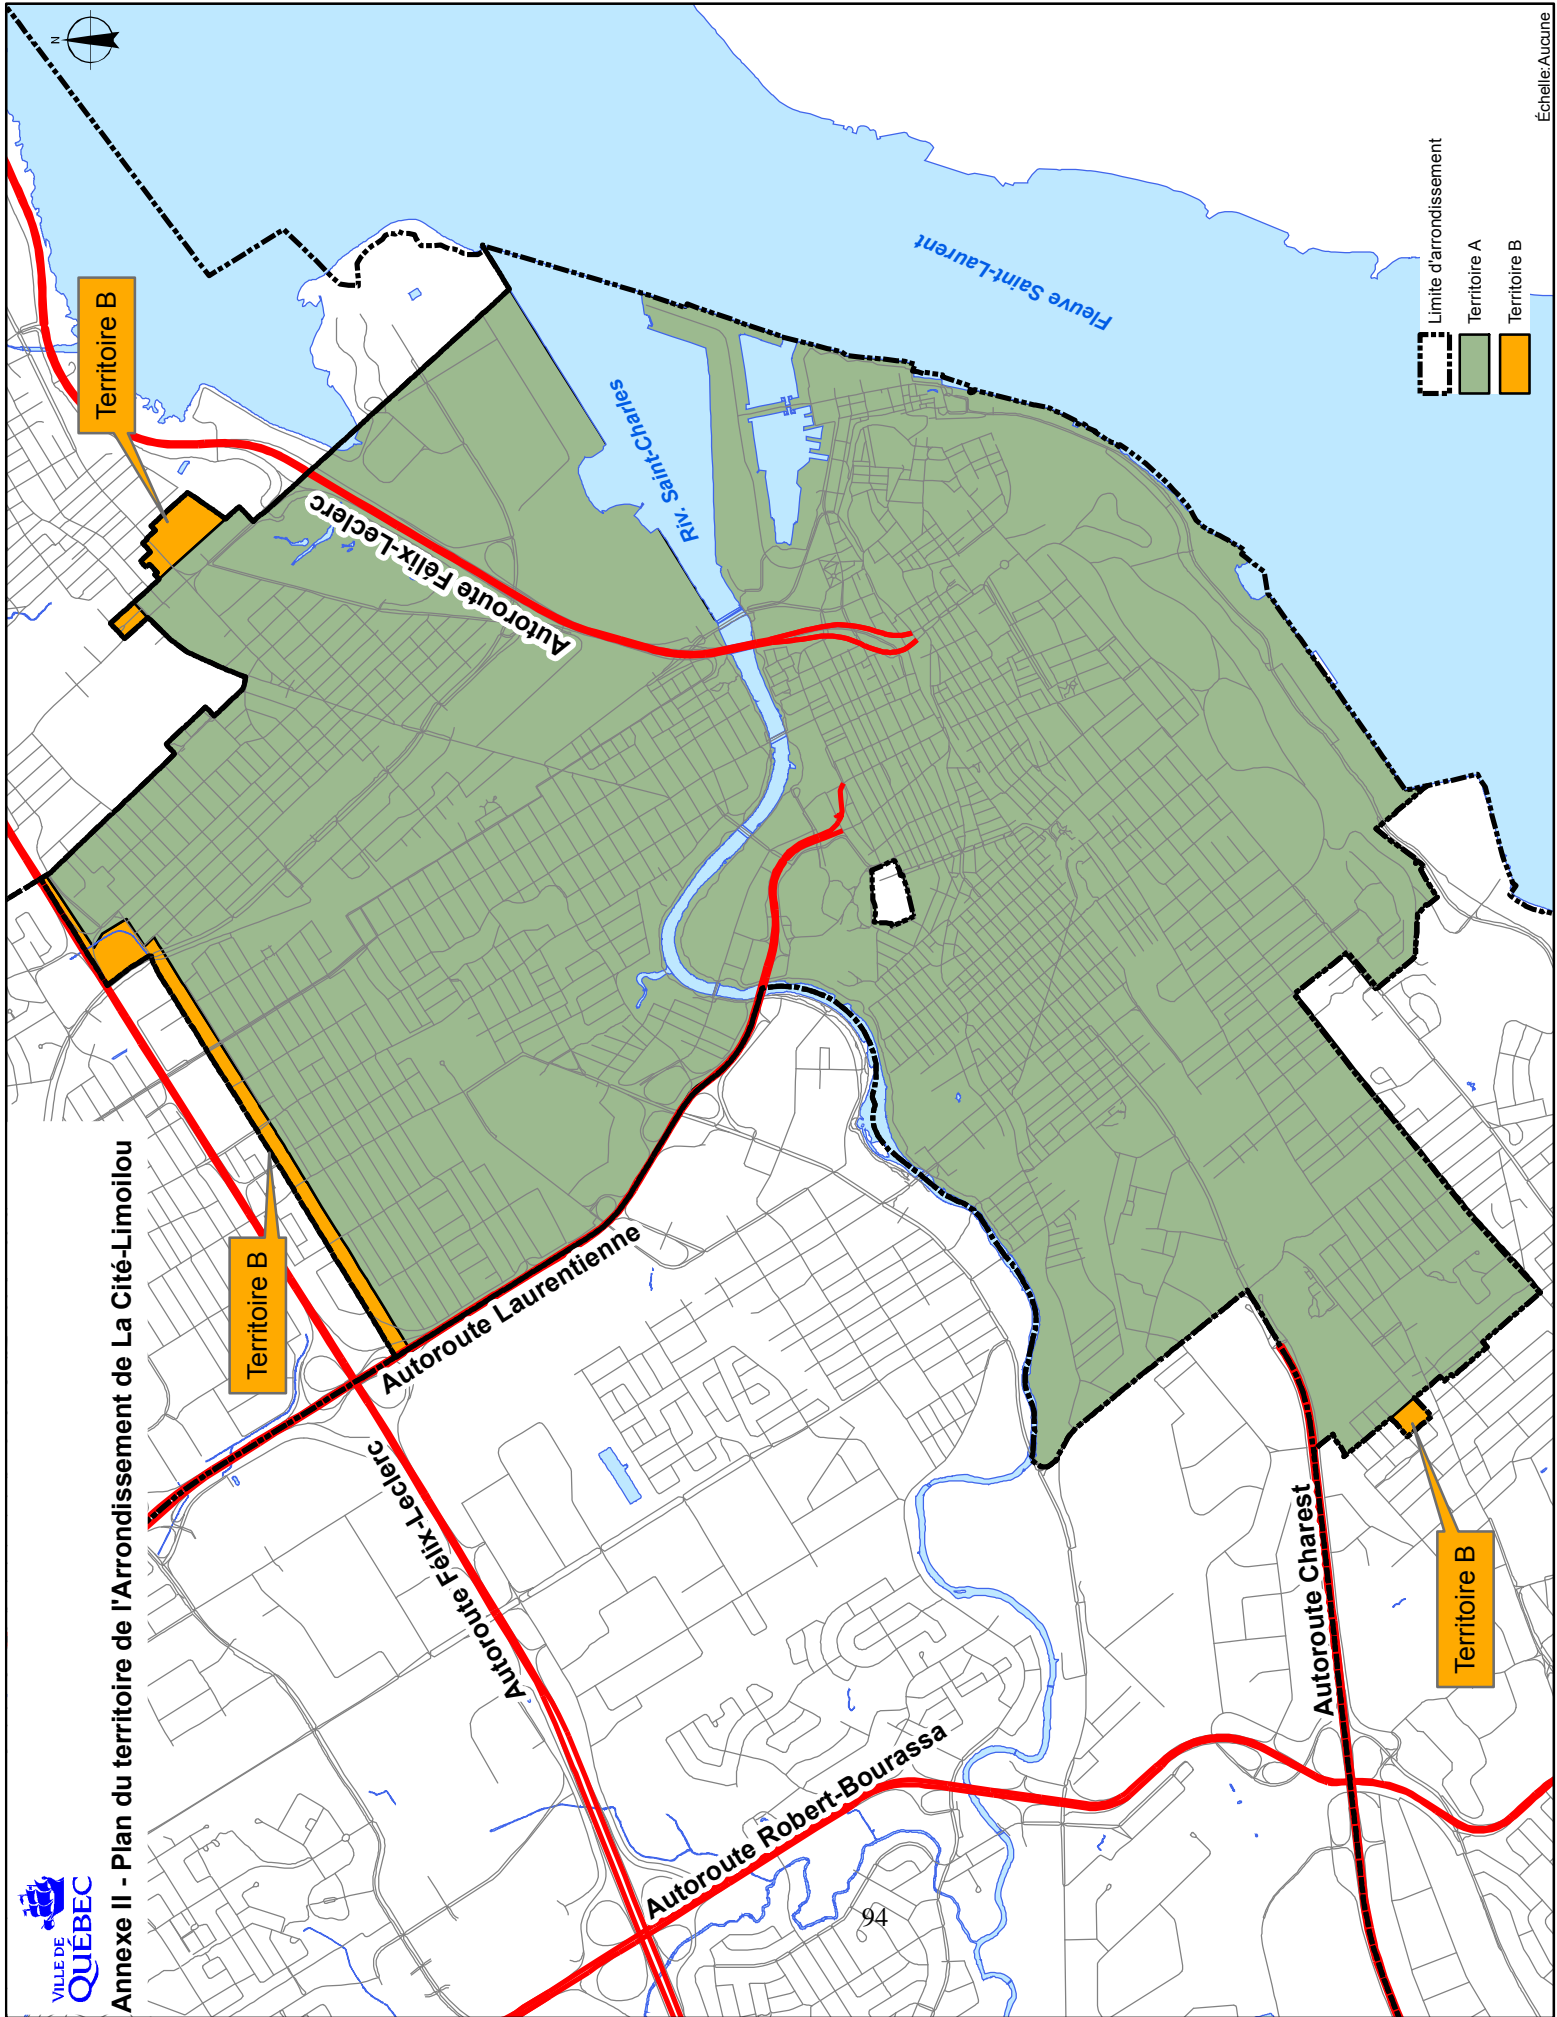 VILLE DE
QUÉBEC
Annexe II - Plan du territoire de l'Arrondissement de La Cité-Limoilou
N
Territoire B
Territoire B
Territoire B
Autoroute Félix-Leclerc
Autoroute Félix-Leclerc
Autoroute Laurentienne
Autoroute Robert-Bourassa
Autoroute Charest
Riv. Saint-Charles
Fleuve Saint-Laurent
Limite d'arrondissement
Territoire A
Territoire B
Échelle:Aucune
94